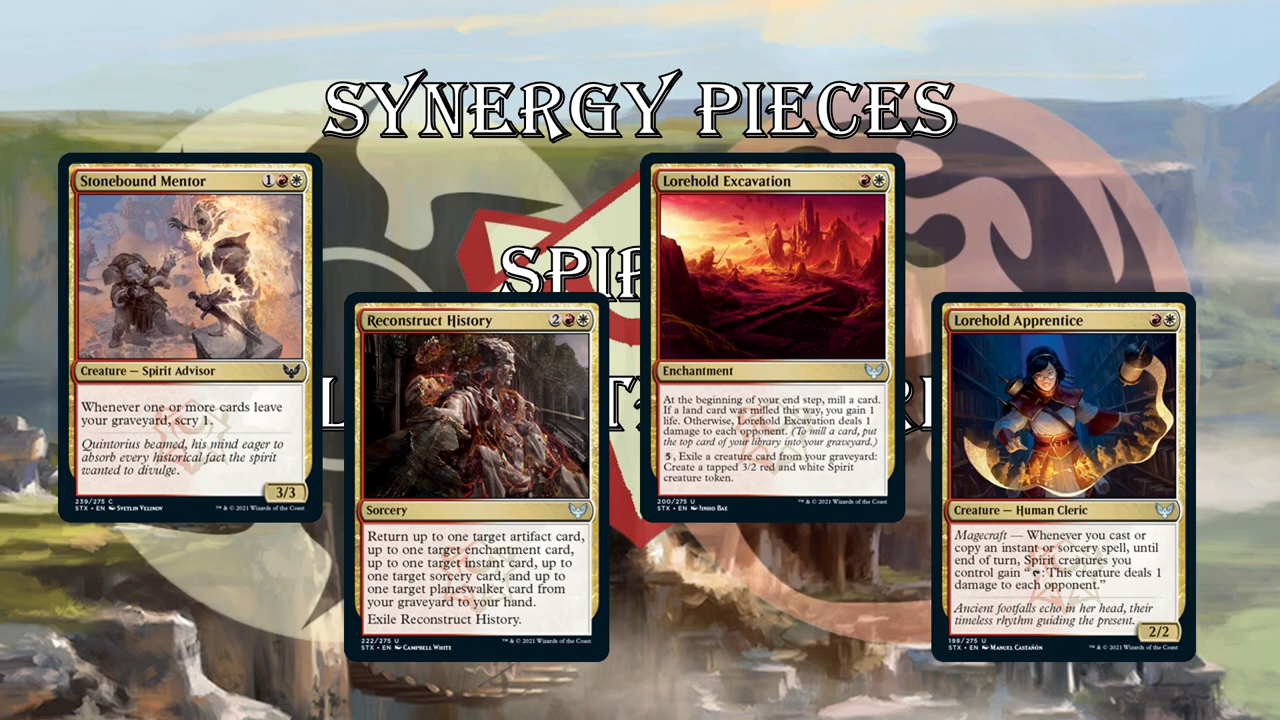 SYNERGY PIECES
Stonebound Mentor 1
Creature — Spirit Advisor
Whenever one or more cards leave
your graveyard, scry 1.
Quintorius beamed, his mind eager to
absorb every historical fact the spirit
wanted to divulge.
3/3
239/275 C
STX • EN SVETLIN VELINOV
™ & © 2021 Wizards of the Coast
Reconstruct History 2
Sorcery
Return up to one target artifact card,
up to one target enchantment card,
up to one target instant card, up to
one target sorcery card, and up to
one target planeswalker card from
your graveyard to your hand.
Exile Reconstruct History.
222/275 U
STX • EN CAMPBELL WHITE
™ & © 2021 Wizards of the Coast
Lorehold Excavation
Enchantment
At the beginning of your end step, mill a card.
If a land card was milled this way, you gain 1
life. Otherwise, Lorehold Excavation deals 1
damage to each opponent. (To mill a card, put
the top card of your library into your graveyard.)
5, Exile a creature card from your graveyard:
Create a tapped 3/2 red and white Spirit
creature token.
200/275 U
STX • EN JINHO BAE
™ & © 2021 Wizards of the Coast
Lorehold Apprentice
Creature — Human Cleric
Magecraft — Whenever you cast or
copy an instant or sorcery spell, until
end of turn, Spirit creatures you
control gain “: This creature deals 1
damage to each opponent.”
Ancient footfalls echo in her head, their
timeless rhythm guiding the present.
2/2
198/275 U
STX • EN MANUEL CASTAÑÓN
™ & © 2021 Wizards of the Coast